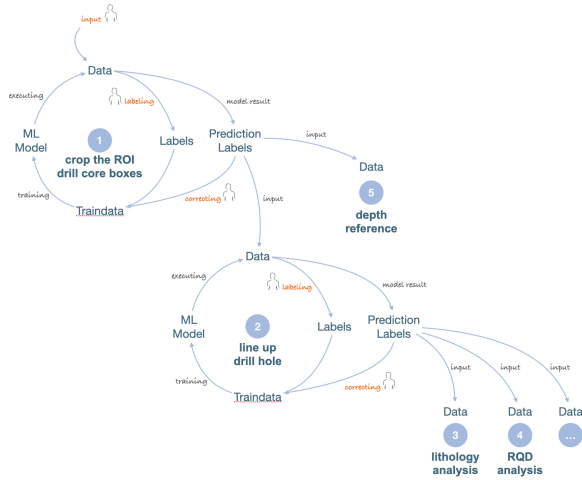 input
Data
executing
labeling
model result
ML
Model
1
Labels
Prediction
Labels
input
crop the ROI
drill core boxes
Data
training
correcting
input
5
Traindata
depth
reference
Data
executing
labeling
model result
ML
Model
2
Labels
Prediction
Labels
line up
drill hole
input
input
input
training
correcting
Traindata
Data
Data
Data
3
4
...
lithology
analysis
RQD
analysis